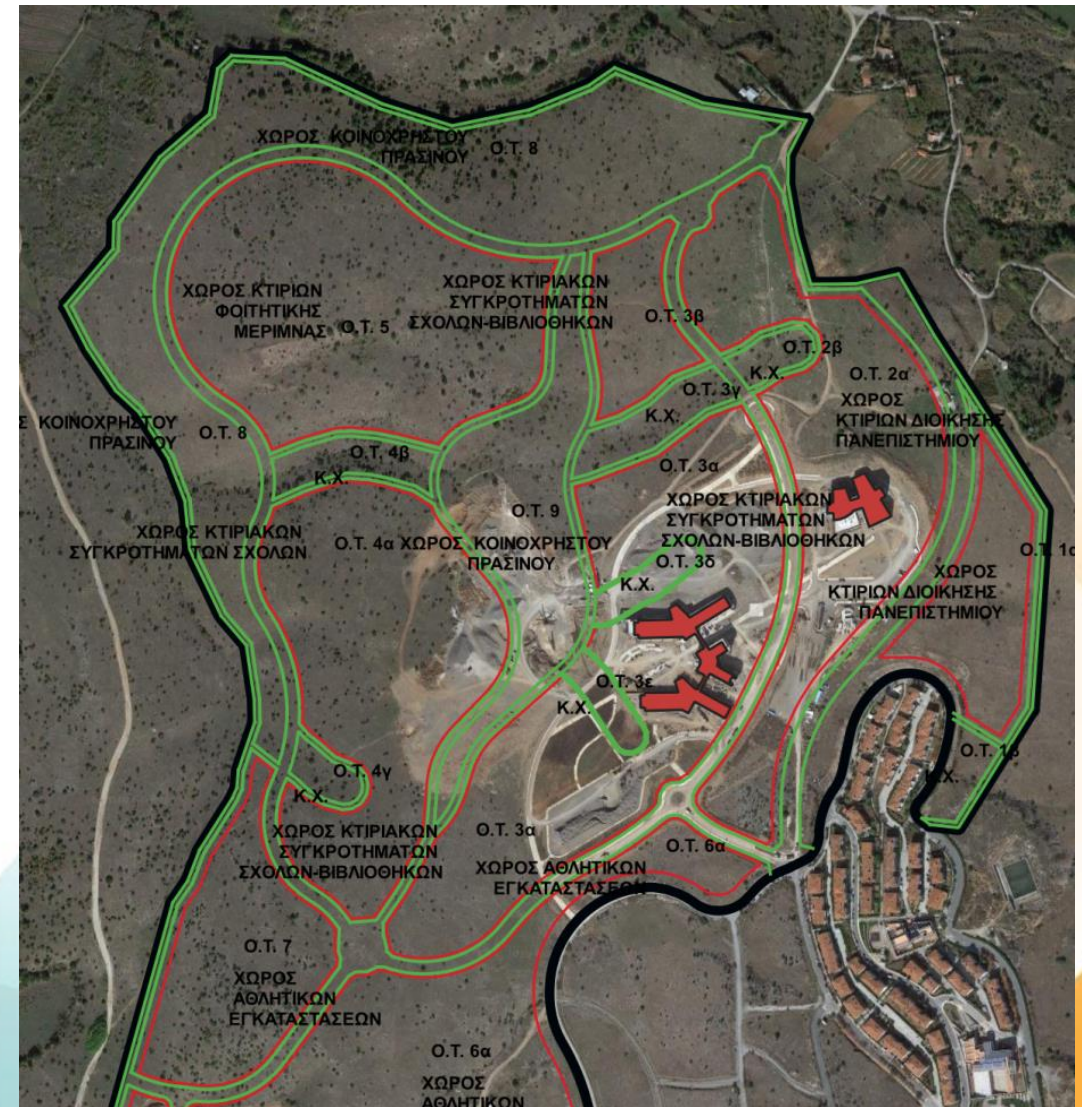 ΧΩΡΟΣ ΚΟΙΝΟΧΡΗΣΤΟΥ
ΠΡΑΣΙΝΟΥ
Ο.Τ. 8
ΧΩΡΟΣ ΚΤΙΡΙΩΝ
ΦΟΙΤΗΤΙΚΗΣ
ΜΕΡΙΜΝΑΣ
Ο.Τ. 5
ΧΩΡΟΣ ΚΤΙΡΙΑΚΩΝ
ΣΥΓΚΡΟΤΗΜΑΤΩΝ
ΣΧΟΛΩΝ-ΒΙΒΛΙΟΘΗΚΩΝ
Ο.Τ. 3β
Ο.Τ. 2β
Κ.Χ.
Ο.Τ. 3γ
Κ.Χ.
Ο.Τ. 2α
ΧΩΡΟΣ
ΚΤΙΡΙΩΝ ΔΙΟΙΚΗΣΗΣ
ΠΑΝΕΠΙΣΤΗΜΙΟΥ
Σ ΚΟΙΝΟΧΡΗΣΤΟΥ
ΠΡΑΣΙΝΟΥ
Ο.Τ. 8
Ο.Τ. 4β
Κ.Χ.
Ο.Τ. 3α
ΧΩΡΟΣ ΚΤΙΡΙΑΚΩΝ
ΣΥΓΚΡΟΤΗΜΑΤΩΝ
ΣΧΟΛΩΝ-ΒΙΒΛΙΟΘΗΚΩΝ
Ο.Τ. 9
ΧΩΡΟΣ ΚΟΙΝΟΧΡΗΣΤΟΥ
ΠΡΑΣΙΝΟΥ
ΧΩΡΟΣ ΚΤΙΡΙΑΚΩΝ
ΣΥΓΚΡΟΤΗΜΑΤΩΝ ΣΧΟΛΩΝ
Ο.Τ. 4α
Ο.Τ. 3δ
Κ.Χ.
Ο.Τ. 1α
ΧΩΡΟΣ
ΚΤΙΡΙΩΝ ΔΙΟΙΚΗΣΗΣ
ΠΑΝΕΠΙΣΤΗΜΙΟΥ
Ο.Τ. 3ε
Κ.Χ.
Ο.Τ. 1β
Κ.Χ.
Ο.Τ. 4γ
Κ.Χ.
ΧΩΡΟΣ ΚΤΙΡΙΑΚΩΝ
ΣΥΓΚΡΟΤΗΜΑΤΩΝ
ΣΧΟΛΩΝ-ΒΙΒΛΙΟΘΗΚΩΝ
Ο.Τ. 3α
Ο.Τ. 6α
ΧΩΡΟΣ ΑΘΛΗΤΙΚΩΝ
ΕΓΚΑΤΑΣΤΑΣΕΩΝ
Ο.Τ. 7
ΧΩΡΟΣ
ΑΘΛΗΤΙΚΩΝ
ΕΓΚΑΤΑΣΤΑΣΕΩΝ
Ο.Τ. 6α
ΧΩΡΟΣ
ΑΘΛΗΤΙΚΩΝ